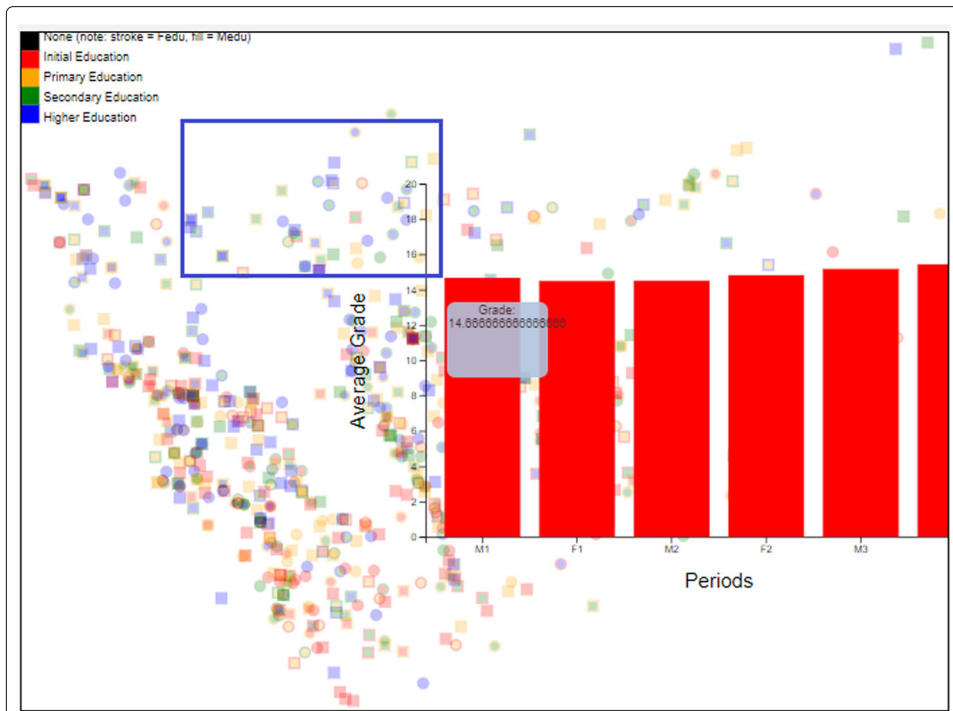 None (note: stroke = Fedu, fill = Medu)
Initial Education
Primary Education
Secondary Education
Higher Education
20
18
16
14
12
10
8
6
4
2
0
Average Grade
Grade:
14.666666666666666
M1
F1
M2
F2
M3
Periods